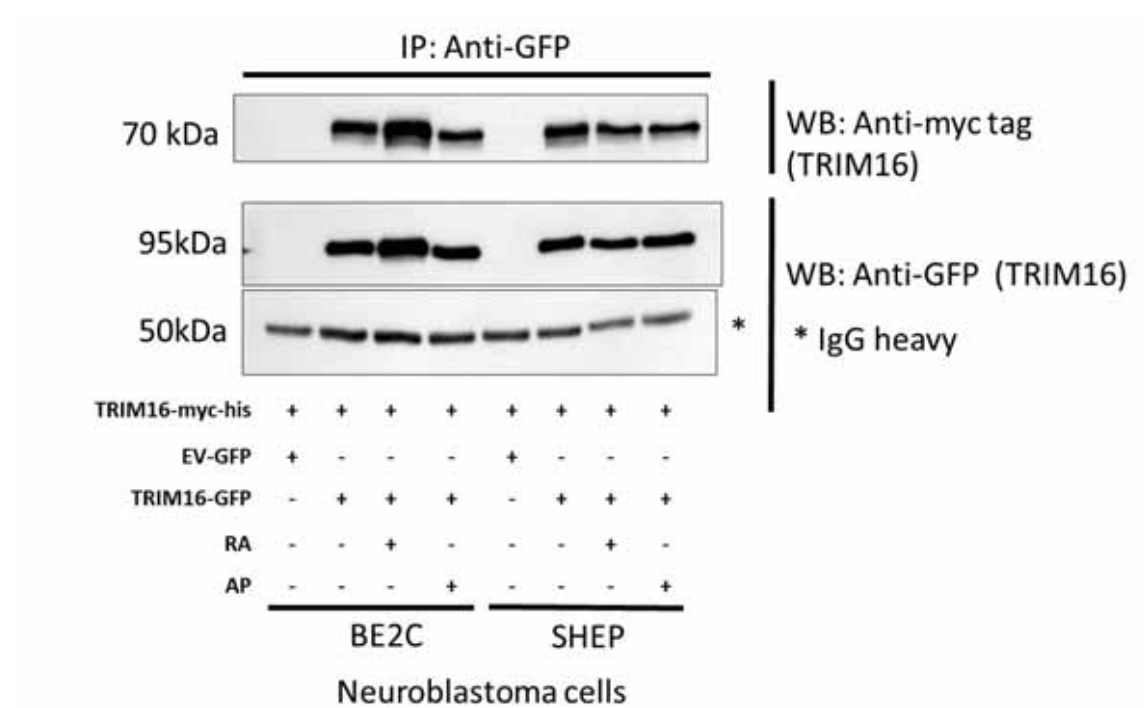 IP: Anti-GFP
70 kDa
WB: Anti-myc tag
(TRIM16)
95kDa
WB: Anti-GFP (TRIM16)
50kDa
*
* IgG heavy
TRIM16-myc-his + + + + + + + +
EV-GFP + - - - + - - -
TRIM16-GFP - + + + - + + +
RA - - + - - - + -
AP - - - + - - - +
BE2C SHEP
Neuroblastoma cells